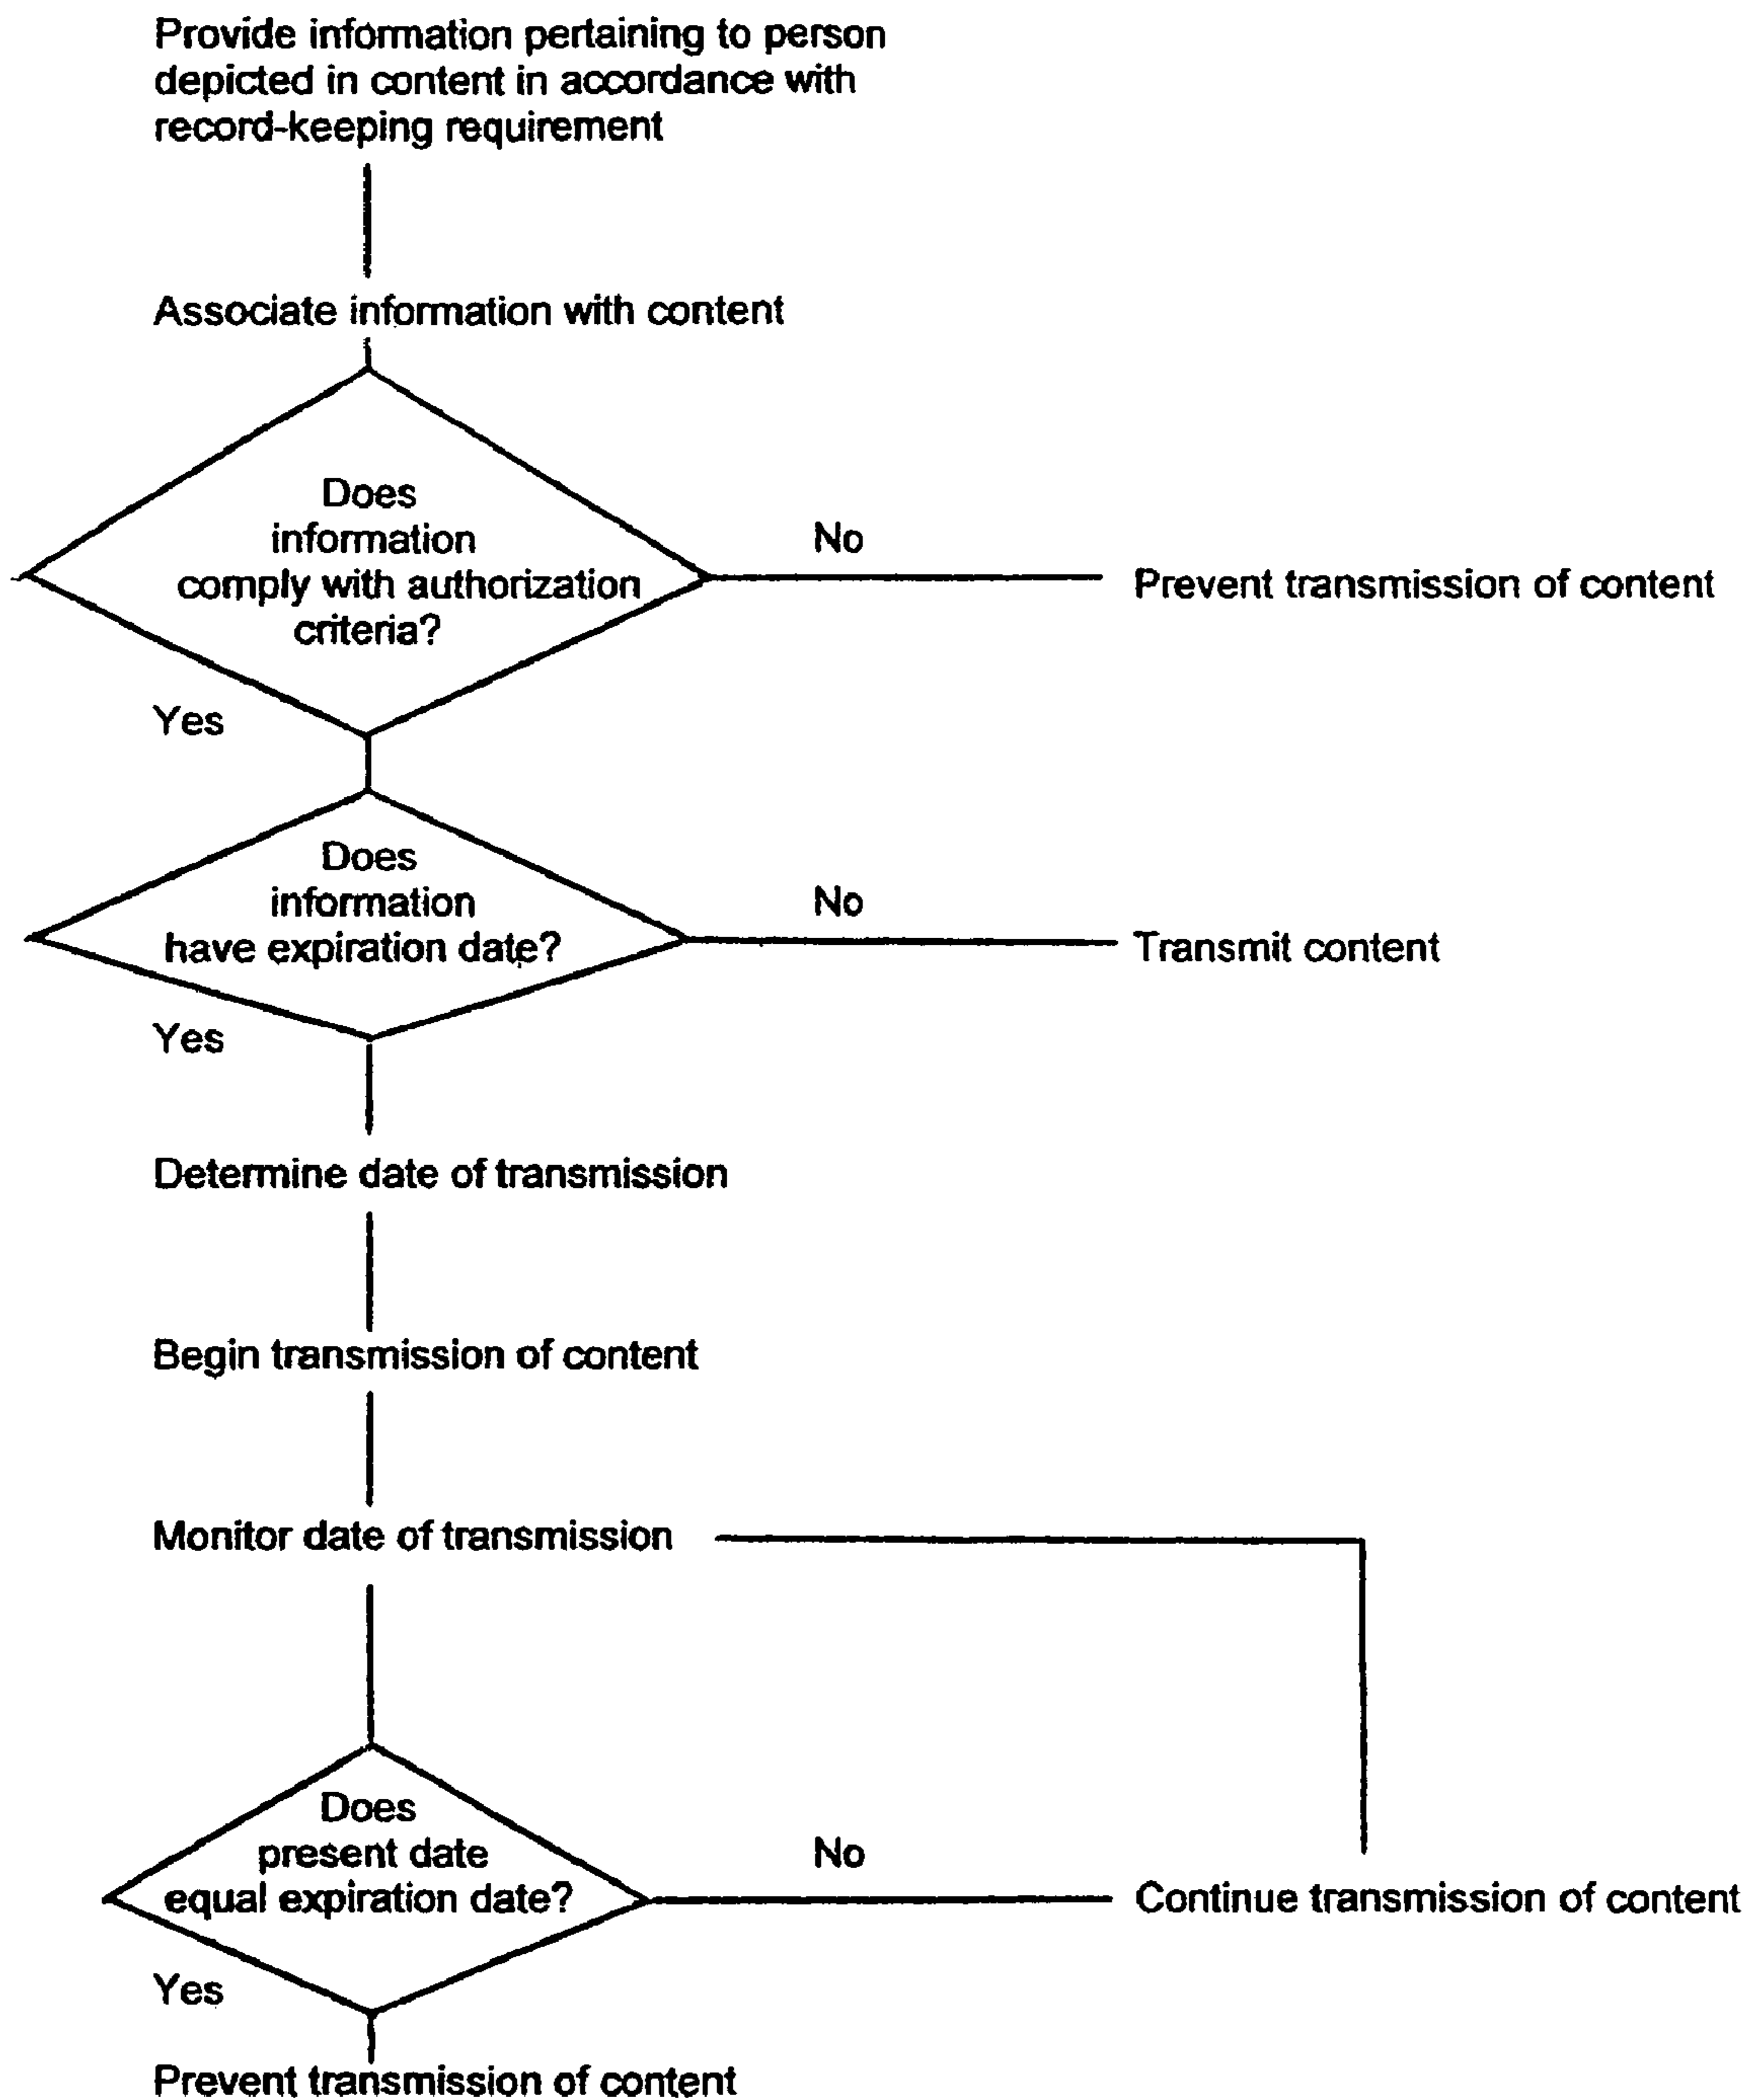 Provide information pertaining to person
depicted in content in accordance with
record-keeping requirement
Associate information with content
Does
information
comply with authorization
criteria?
No
Prevent transmission of content
Yes
Does
information
have expiration date?
No
Transmit content
Yes
Determine date of transmission
Begin transmission of content
Monitor date of transmission
Does
present date
equal expiration date?
No
Continue transmission of content
Yes
Prevent transmission of content